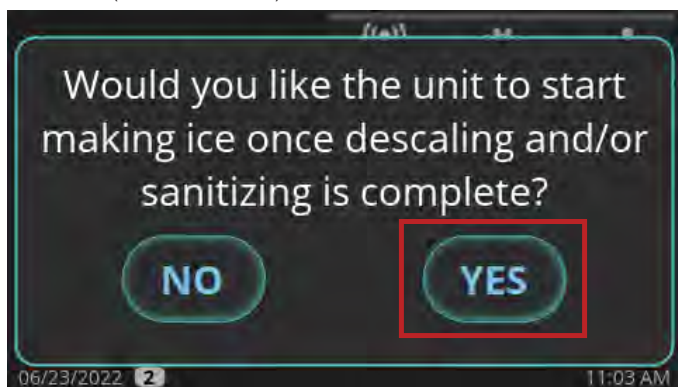 Would you like the unit to start
making ice once descaling and/or
sanitizing is complete?
NO YES
06/23/2022 2 11:03 AM